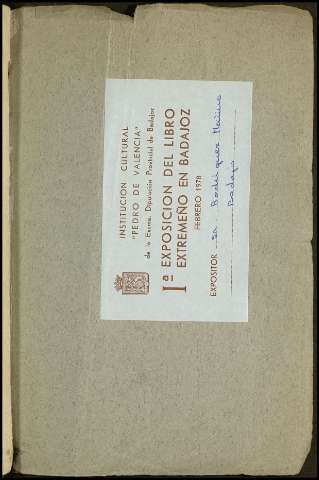 INSTITUCIÓN CULTURAL
"PEDRO DE VALENCIA"
de la Excma. Diputación Provincial de Badajoz
Iª EXPOSICION DEL LIBRO
EXTREMEÑO EN BADAJOZ
FEBRERO 1978
EXPOSITOR
Badajoz